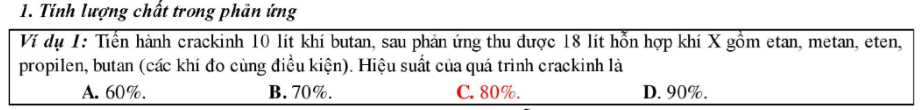 1. Tính lượng chất trong phản ứng
Ví dụ 1: Tiến hành crackinh 10 lít khí butan, sau phản ứng thu được 18 lít hỗn hợp khí X gồm etan, metan, eten,
propilen, butan (các khí đo cùng điều kiện). Hiệu suất của quá trình crackinh là
A. 60%. B. 70%. C. 80%. D. 90%.